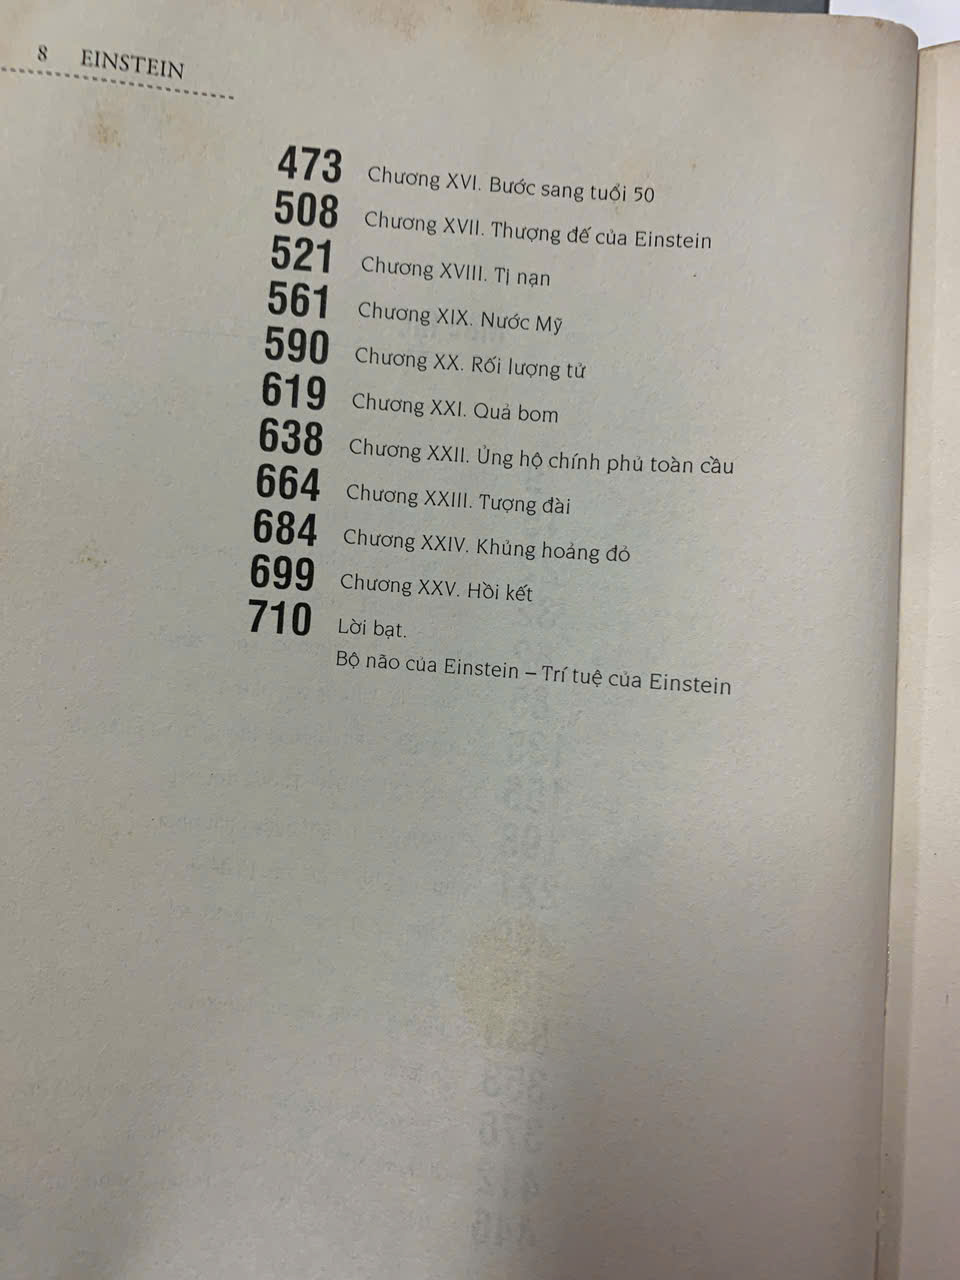 8 EINSTEIN
473 Chương XVI. Bước sang tuổi 50
508 Chương XVII. Thượng đế của Einstein
521 Chương XVIII. Tị nạn
561 Chương XIX. Nước Mỹ
590 Chương XX. Rối lượng tử
619 Chương XXI. Quả bom
638 Chương XXII. Ủng hộ chính phủ toàn cầu
664 Chương XXIII. Tượng đài
684 Chương XXIV. Khủng hoảng đỏ
699 Chương XXV. Hồi kết
710 Lời bạt.
Bộ não của Einstein – Trí tuệ của Einstein